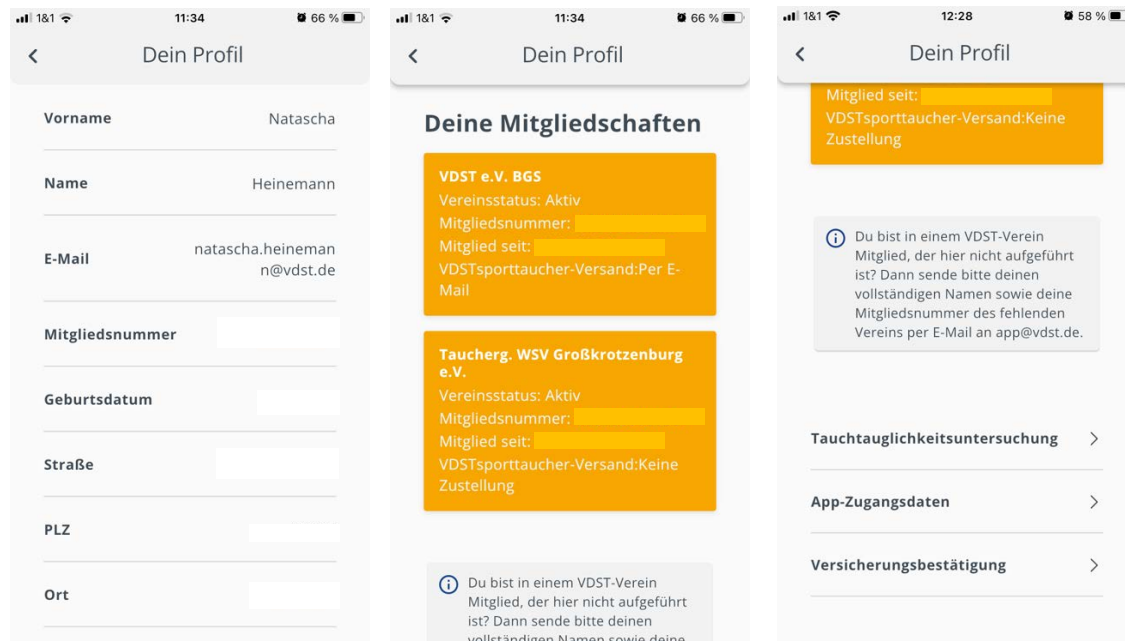 1&1
11:34
66 %
Dein Profil
Vorname
Natascha
Name
Heinemann
E-Mail
natascha.heineman
n@vdst.de
Mitgliedsnummer
Geburtsdatum
Straße
PLZ
Ort
1&1
11:34
66 %
Dein Profil
Deine Mitgliedschaften
VDST e.V. BGS
Vereinsstatus: Aktiv
Mitgliedsnummer:
Mitglied seit:
VDSTsporttaucher-Versand:Per E-
Mail
Taucherg. WSV Großkrotzenburg
e.V.
Vereinsstatus: Aktiv
Mitgliedsnummer:
Mitglied seit:
VDSTsporttaucher-Versand:Keine
Zustellung
Du bist in einem VDST-Verein
Mitglied, der hier nicht aufgeführt
ist? Dann sende bitte deinen
vollständigen Namen sowie deine
1&1
12:28
58 %
Dein Profil
Mitglied seit:
VDSTsporttaucher-Versand:Keine
Zustellung
Du bist in einem VDST-Verein
Mitglied, der hier nicht aufgeführt
ist? Dann sende bitte deinen
vollständigen Namen sowie deine
Mitgliedsnummer des fehlenden
Vereins per E-Mail an app@vdst.de.
Tauchtauglichkeitsuntersuchung
App-Zugangsdaten
Versicherungsbestätigung